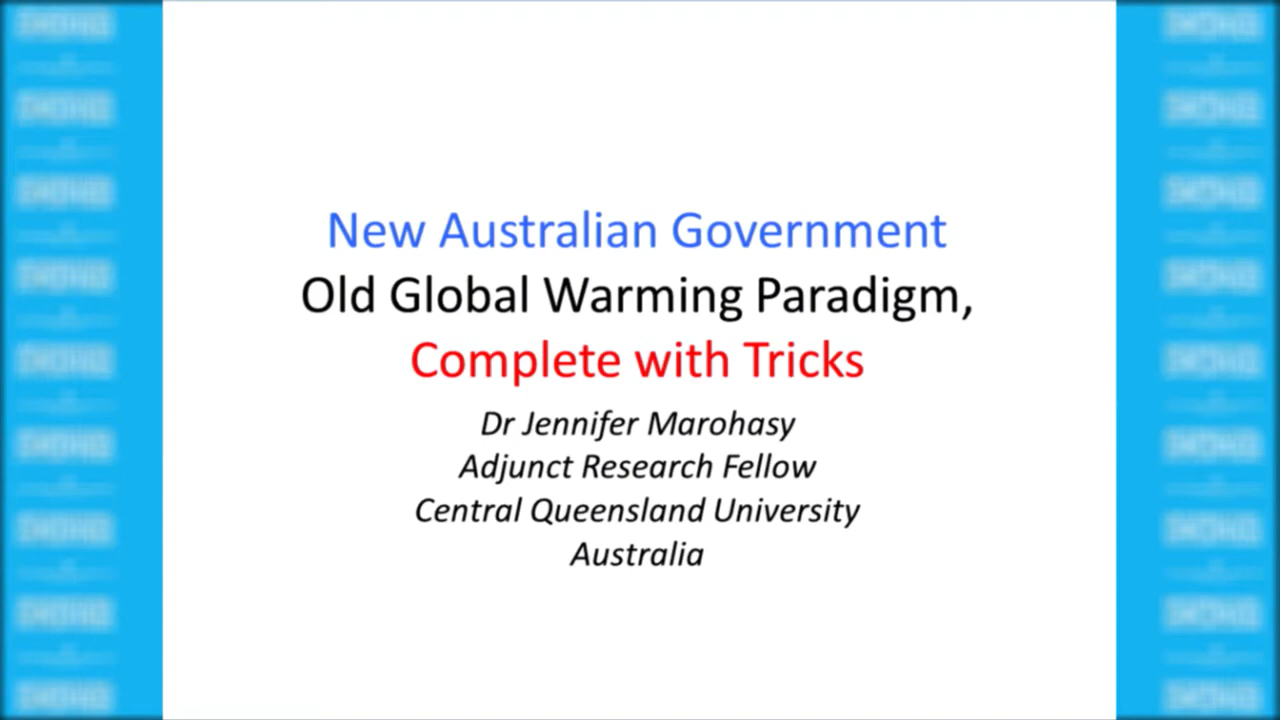 New Australian Government
Old Global Warming Paradigm,
Complete with Tricks
Dr Jennifer Marohasy
Adjunct Research Fellow
Central Queensland University
Australia